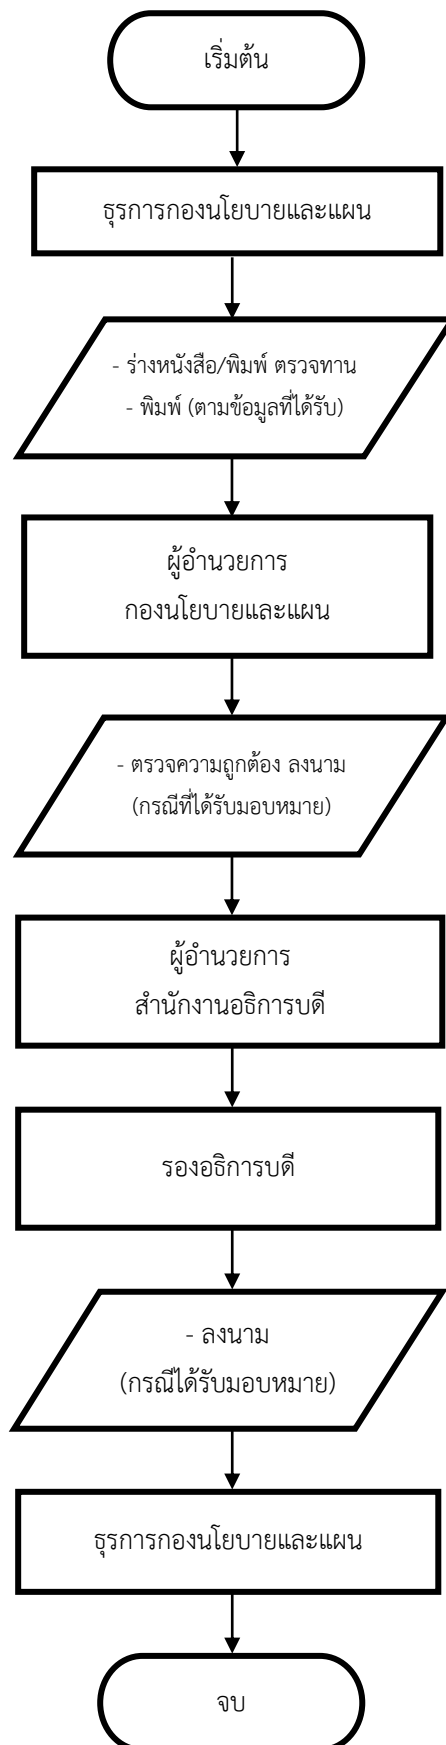 เริ่มต้น
ธุรการกองนโยบายและแผน
- ร่างหนังสือ/พิมพ์ ตรวจทาน
- พิมพ์ (ตามข้อมูลที่ได้รับ)
ผู้อำนวยการ
กองนโยบายและแผน
- ตรวจความถูกต้อง ลงนาม
(กรณีที่ได้รับมอบหมาย)
ผู้อำนวยการ
สำนักงานอธิการบดี
รองอธิการบดี
- ลงนาม
(กรณีได้รับมอบหมาย)
ธุรการกองนโยบายและแผน
จบ